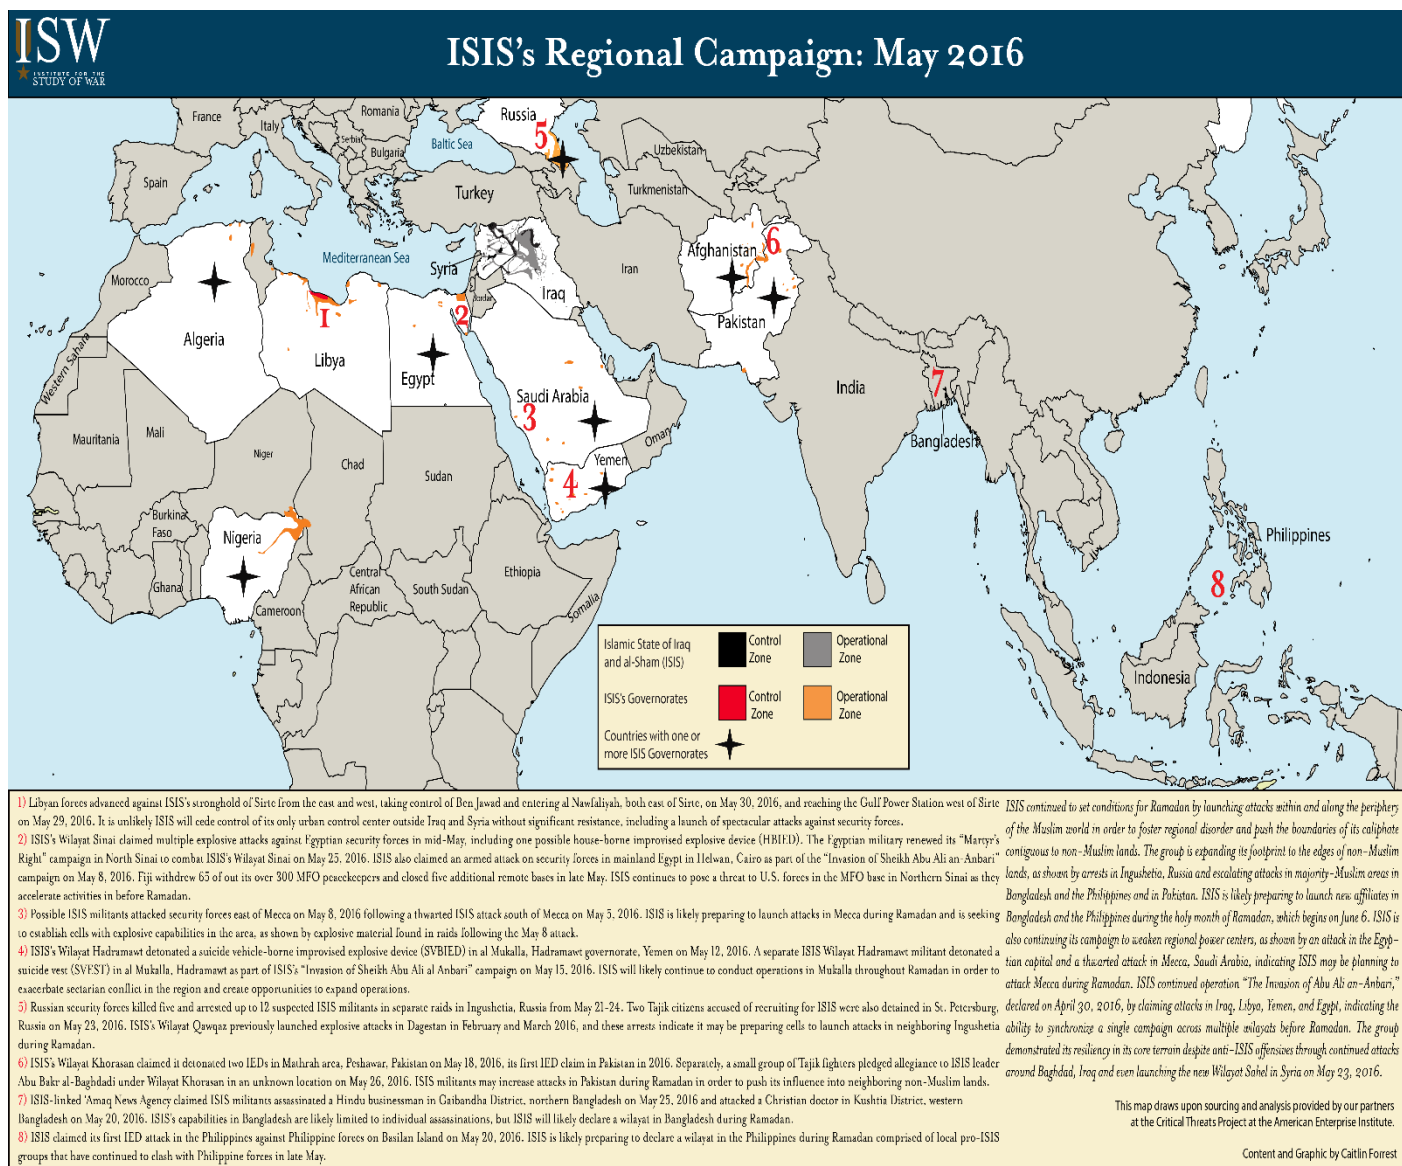 ISW
INSTITUTE FOR THE
STUDY OF WAR
ISIS's Regional Campaign: May 2016
France
Italy
Romania
Serbia
Bulgaria
Baltic Sea
Russia
5
Uzbekistan
Turkmenistan
Spain
Turkey
Mediterranean Sea
Syria
Iraq
Jordan
Iran
Afghanistan
6
Pakistan
Morocco
Algeria
1
Libya
2
Egypt
Western Sahara
Saudi Arabia
3
Oman
Yemen
4
India
7
Bangladesh
Mauritania
Mali
Niger
Chad
Sudan
Burkina
Faso
Nigeria
Ghana
Cameroon
Central
African
Republic
South Sudan
Ethiopia
Somalia
Philippines
8
Indonesia
Islamic State of Iraq
and al-Sham (ISIS)
Control
Zone
Operational
Zone
ISIS's Governorates
Control
Zone
Operational
Zone
Countries with one or
more ISIS Governorates
1) Libyan forces advanced against ISIS's stronghold of Sirte from the east and west, taking control of Ben Jawad and entering al Nawfaliyah, both east of Sirte, on May 30, 2016, and reaching the Gulf Power Station west of Sirte
on May 29, 2016. It is unlikely ISIS will cede control of its only urban control center outside Iraq and Syria without significant resistance, including a launch of spectacular attacks against security forces.
2) ISIS's Wilayat Sinai claimed multiple explosive attacks against Egyptian security forces in mid-May, including one possible house-borne improvised explosive device (HBIED). The Egyptian military renewed its "Martyr's
Right" campaign in North Sinai to combat ISIS's Wilayat Sinai on May 25. 2016. ISIS also claimed an armed attack on security forces in mainland Egypt in Helwan, Cairo as part of the "Invasion of Sheikh Abu Ali an-Anbari"
campaign on May 8, 2016. Fiji withdrew 65 of out its over 300 MFO peacekeepers and closed five additional remote bases in late May. ISIS continues to pose a threat to U.S. forces in the MFO base in Northern Sinai as they
accelerate activities in before Ramadan.
3) Possible ISIS militants attacked security forces east of Mecca on May 8, 2016 following a thwarted ISIS attack south of Mecca on May 5, 2016. ISIS is likely preparing to launch attacks in Mecca during Ramadan and is seeking
to establish cells with explosive capabilities in the area, as shown by explosive material found in raids following the May 8 attack.
4) ISIS's Wilayat Hadramawt detonated a suicide vehicle-borne improvised explosive device (SVBIED) in al Mukalla, Hadramawt governorate, Yemen on May 12, 2016. A separate ISIS Wilayat Hadramawt militant detonated a
suicide vest (SVEST) in al Mukalla, Hadramawt as part of ISIS's "Invasion of Sheikh Abu Ali al Anbari" campaign on May 15, 2016. ISIS will likely continue to conduct operations in Mukalla throughout Ramadan in order to
exacerbate sectarian conflict in the region and create opportunities to expand operations.
5) Russian security forces killed five and arrested up to 12 suspected ISIS militants in separate raids in Ingushetia, Russia from May 21-24. Two Tajik citizens accused of recruiting for ISIS were also detained in St. Petersburg,
Russia on May 23, 2016. ISIS's Wilayat Qawqaz previously launched explosive attacks in Dagestan in February and March 2016, and these arrests indicate it may be preparing cells to launch attacks in neighboring Ingushetia
during Ramadan.
6) ISIS's Wilayat Khorasan claimed it detonated two IEDs in Mathrah area, Peshawar, Pakistan on May 18, 2016, its first IED claim in Pakistan in 2016. Separately, a small group of Tajik fighters pledged allegiance to ISIS leader
Abu Bakr al-Baghdadi under Wilayat Khorasan in an unknown location on May 26, 2016. ISIS militants may increase attacks in Pakistan during Ramadan in order to push its influence into neighboring non-Muslim lands.
7) ISIS-linked 'Amaq News Agency claimed ISIS militants assassinated a Hindu businessman in Gaibandha District, northern Bangladesh on May 25, 2016 and attacked a Christian doctor in Kushtia District, western
Bangladesh on May 20, 2016. ISIS's capabilities in Bangladesh are likely limited to individual assassinations, but ISIS will likely declare a wilayat in Bangladesh during Ramadan.
8) ISIS claimed its first IED attack in the Philippines against Philippine forces on Basilan Island on May 20, 2016. ISIS is likely preparing to declare a wilayat in the Philippines during Ramadan comprised of local pro-ISIS
groups that have continued to clash with Philippine forces in late May.
ISIS continued to set conditions for Ramadan by launching attacks within and along the periphery
of the Muslim world in order to foster regional disorder and push the boundaries of its caliphate
contiguous to non-Muslim lands. The group is expanding its footprint to the edges of non-Muslim
lands, as shown by arrests in Ingushetia, Russia and escalating attacks in majority-Muslim areas in
Bangladesh and the Philippines and in Pakistan. ISIS is likely preparing to launch new affiliates in
Bangladesh and the Philippines during the holy month of Ramadan, which begins on June 6. ISIS is
also continuing its campaign to weaken regional power centers, as shown by an attack in the Egyp-
tian capital and a thwarted attack in Mecca, Saudi Arabia, indicating ISIS may be planning to
attack Mecca during Ramadan. ISIS continued operation "The Invasion of Abu Ali an-Anbari,"
declared on April 30, 2016, by claiming attacks in Iraq, Libya, Yemen, and Egypt, indicating the
ability to synchronize a single campaign across multiple wilayats before Ramadan. The group
demonstrated its resiliency in its core terrain despite anti-ISIS offensives through continued attacks
around Baghdad, Iraq and even launching the new Wilayat Sahel in Syria on May 23, 2016.
This map draws upon sourcing and analysis provided by our partners
at the Critical Threats Project at the American Enterprise Institute.
Content and Graphic by Caitlin Forrest